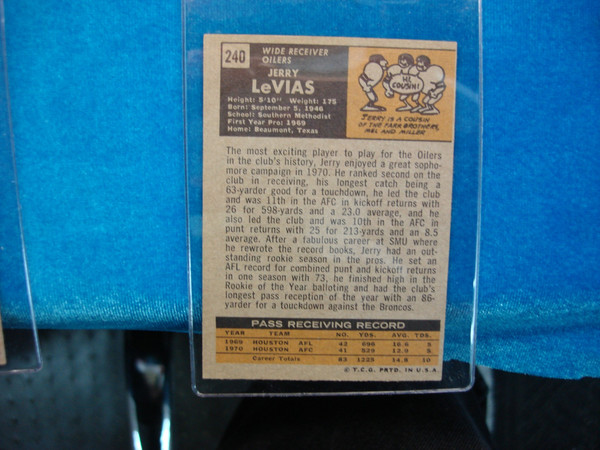 240
WIDE RECEIVER
OILERS
JERRY
LeVIAS
Height: 5'10" Weight: 175
Born: September 5, 1946
School: Southern Methodist
First Year Pro: 1969
Home: Beaumont, Texas
HI, COUSIN!
JERRY IS A COUSIN
OF THE FARR BROTHERS,
MEL AND MILLER
The most exciting player to play for the Oilers
in the club's history, Jerry enjoyed a great sopho-
more campaign in 1970. He ranked second on the
club in receiving, his longest catch being a
63-yarder good for a touchdown, he led the club
and was 11th in the AFC in kickoff returns with
26 for 598-yards and a 23.0 average, and he
also led the club and was 10th in the AFC in
punt returns with 25 for 213-yards and an 8.5
average. After a fabulous career at SMU where
he rewrote the record books, Jerry had an out-
standing rookie season in the pros. He set an
AFL record for combined punt and kickoff returns
in one season with 73, he finished high in the
Rookie of the Year balloting and had the club's
longest pass reception of the year with an 86-
yarder for a touchdown against the Broncos.
PASS RECEIVING RECORD
YEAR TEAM NO. YDS. AVG. TDS.
1969 HOUSTON AFL 42 696 16.6 5
1970 HOUSTON AFC 41 529 12.9 5
Career Totals 83 1225 14.8 10
© T.C.G. PRTD. IN U.S.A.